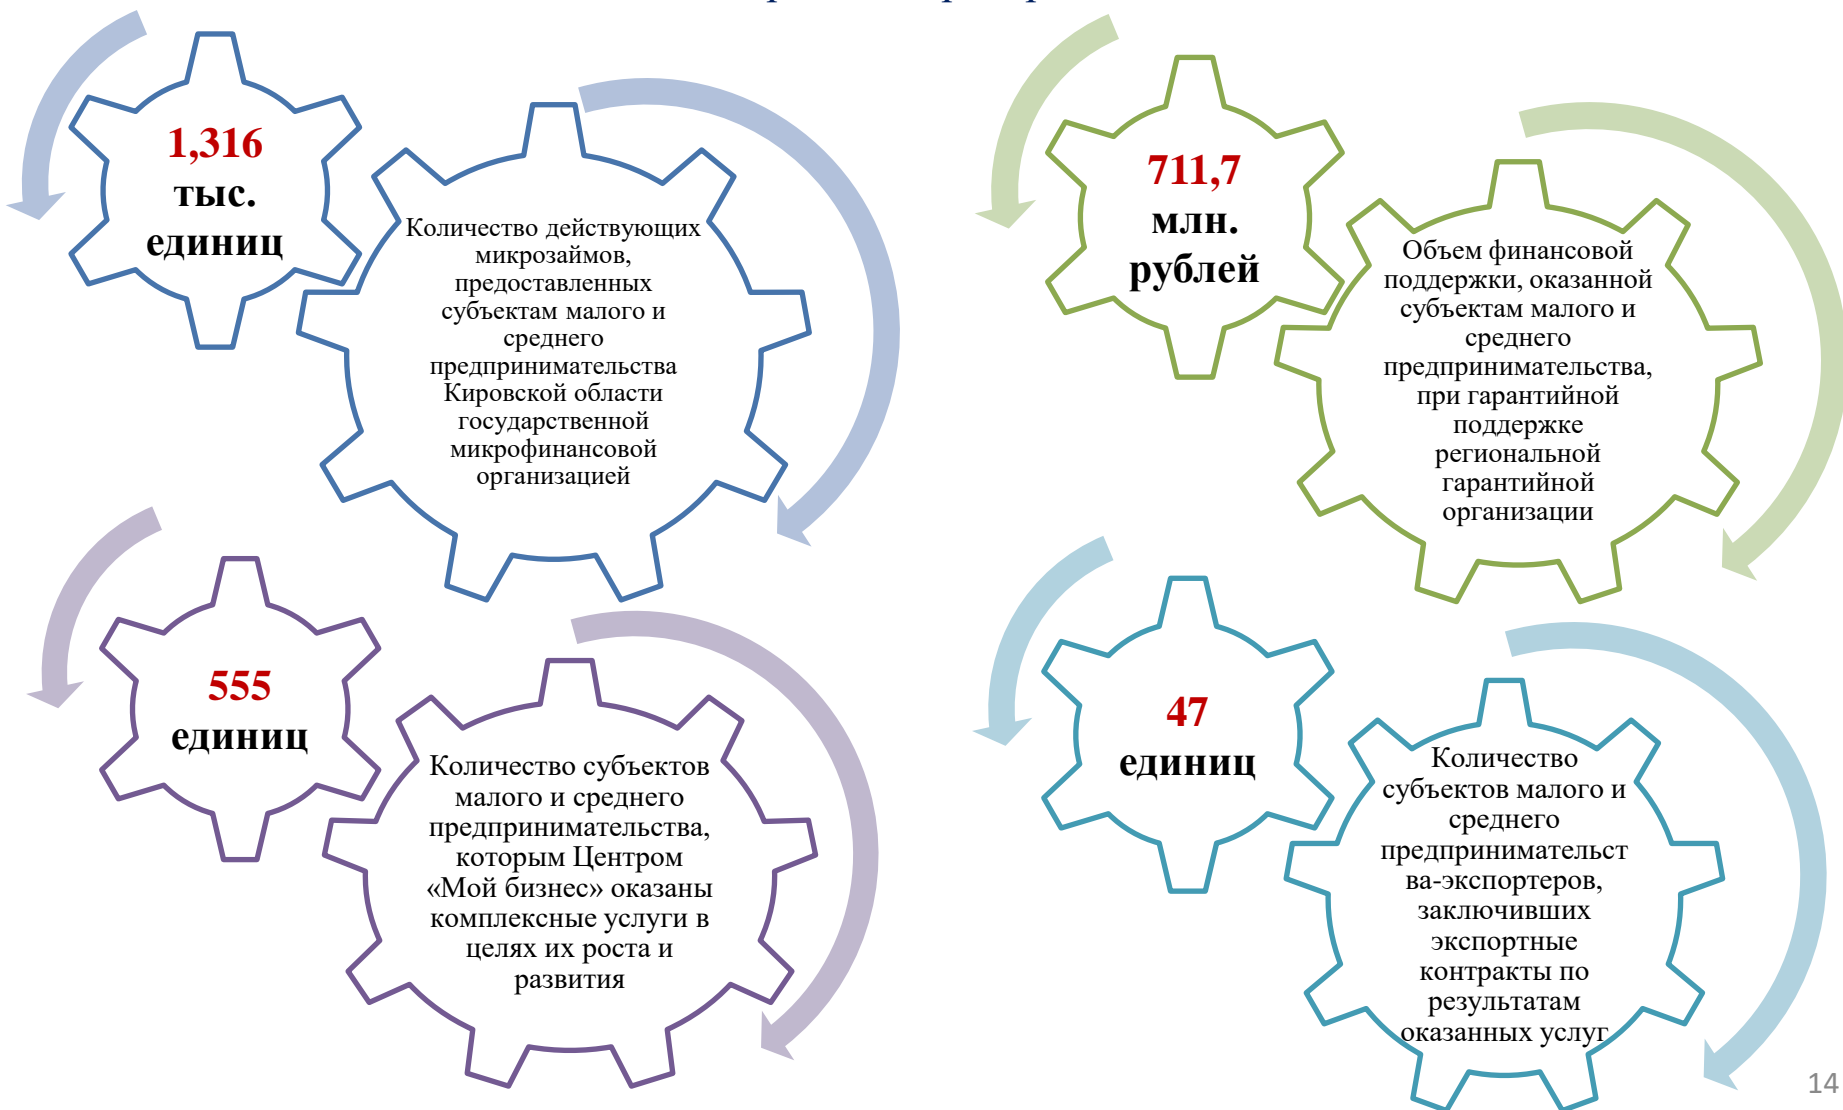 1,316
тыс.
единиц
Количество действующих
микрозаймов,
предоставленных
субъектам малого и
среднего
предпринимательства
Кировской области
государственной
микрофинансовой
организацией
711,7
млн.
рублей
Объем финансовой
поддержки, оказанной
субъектам малого и
среднего
предпринимательства,
при гарантийной
поддержке
региональной
гарантийной
организации
555
единиц
Количество субъектов
малого и среднего
предпринимательства,
которым Центром
«Мой бизнес» оказаны
комплексные услуги в
целях их роста и
развития
47
единиц
Количество
субъектов малого и
среднего
предпринимательст
ва-экспортеров,
заключивших
экспортные
контракты по
результатам
оказанных услуг
14